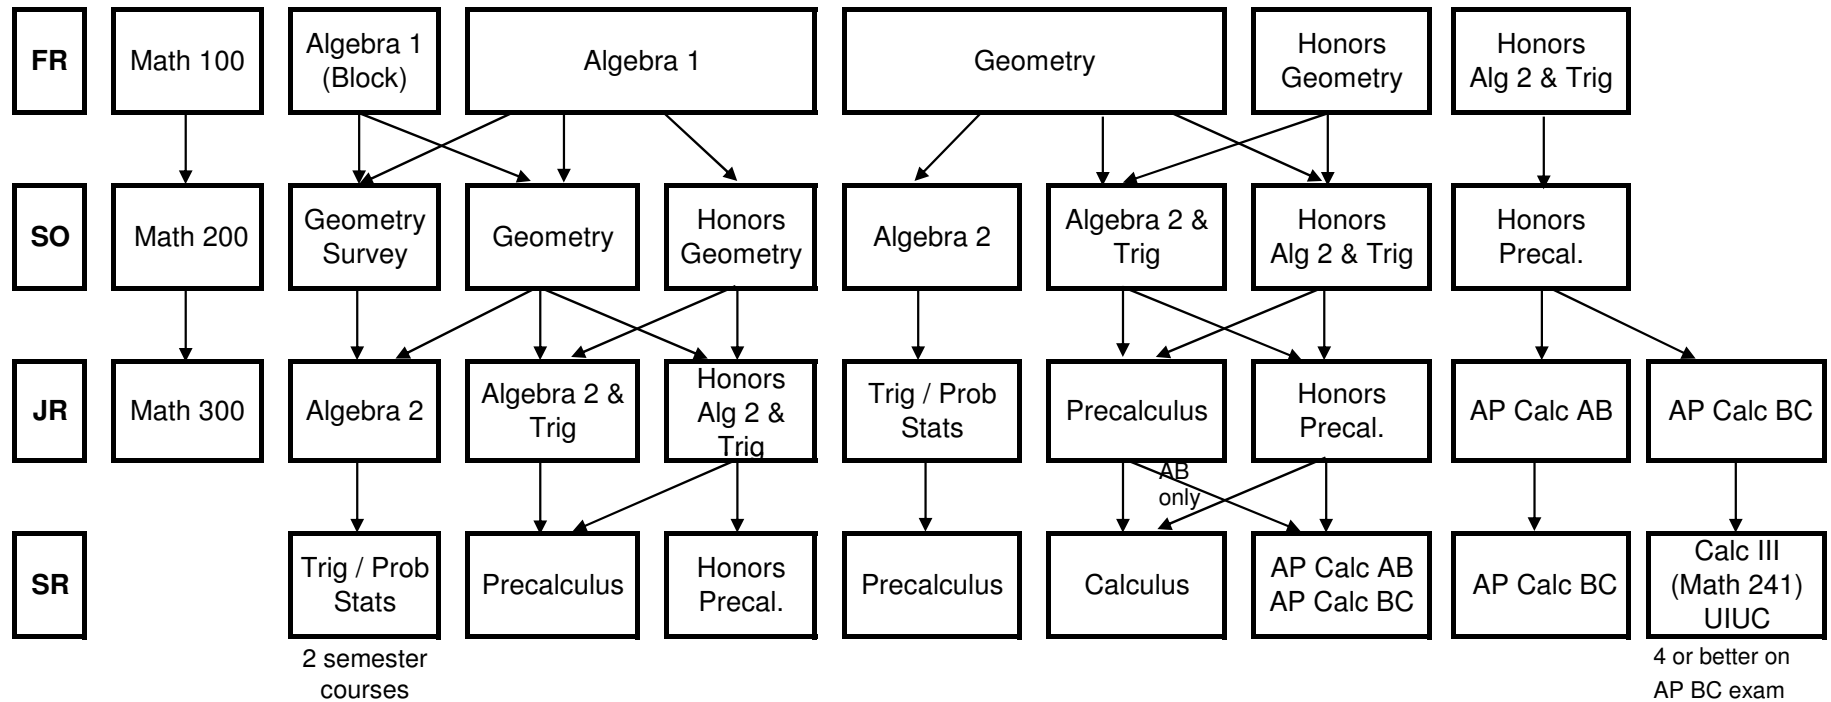 FR
Math 100
Algebra 1
(Block)
Algebra 1
Geometry
Honors
Geometry
Honors
Alg 2 & Trig
SO
Math 200
Geometry
Survey
Geometry
Honors
Geometry
Algebra 2
Algebra 2 &
Trig
Honors
Alg 2 & Trig
Honors
Precal.
JR
Math 300
Algebra 2
Algebra 2 &
Trig
Honors
Alg 2 &
Trig
Trig / Prob
Stats
Precalculus
Honors
Precal.
AP Calc AB
AP Calc BC
AB
only
SR
Trig / Prob
Stats
Precalculus
Honors
Precal.
Precalculus
Calculus
AP Calc AB
AP Calc BC
AP Calc BC
Calc III
(Math 241)
UIUC
2 semester
courses
4 or better on
AP BC exam